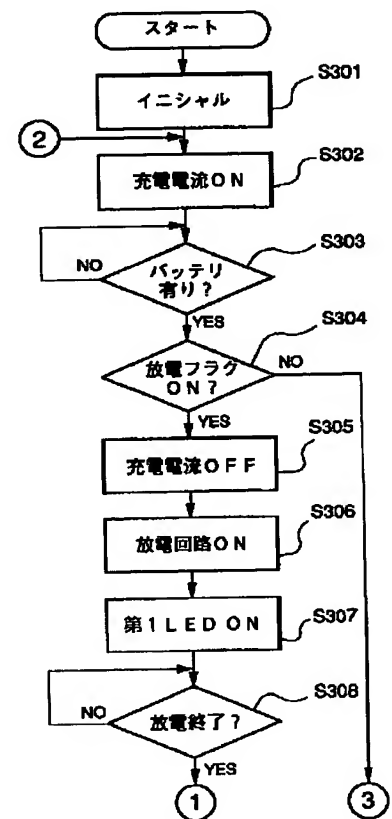 スタート
イニシャル
S301
2
充電電流ON
S302
バッテリ
有り?
S303
NO
YES
放電フラグ
ON?
S304
NO
YES
充電電流OFF
S305
放電回路ON
S306
第1LED ON
S307
放電終了?
S308
NO
YES
1
3